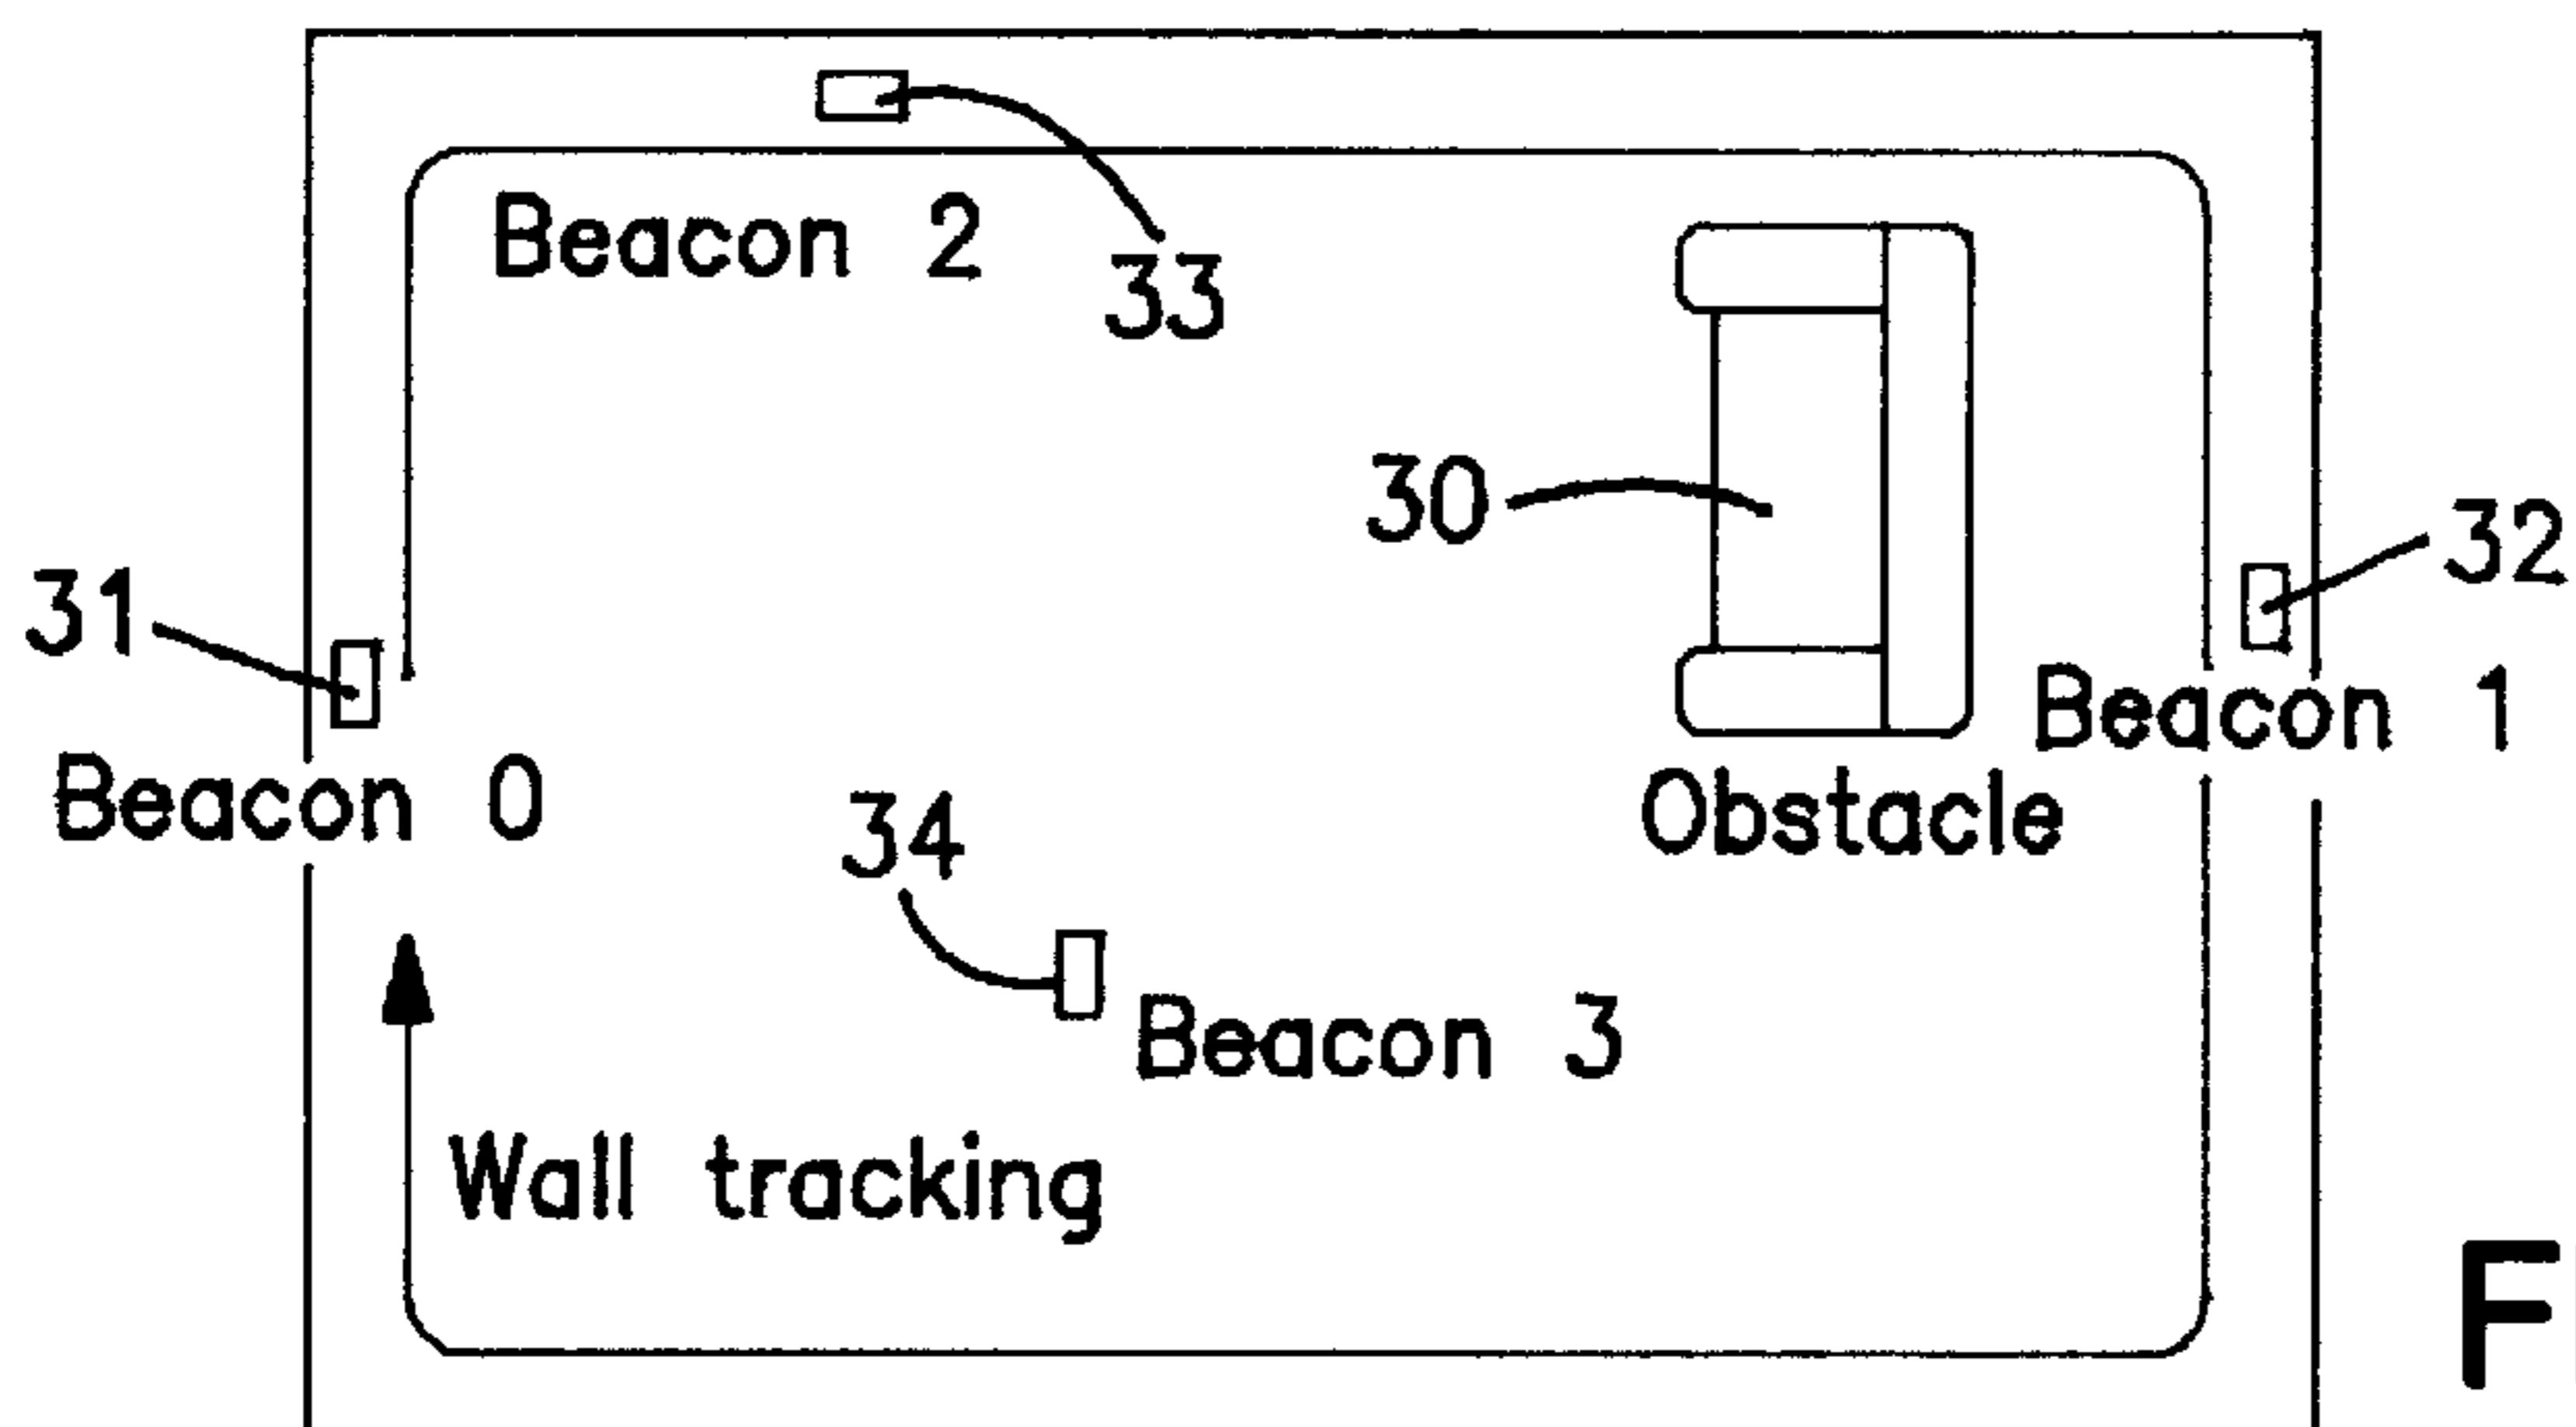 Beacon 2
33
30
32
31
Beacon 1
Beacon 0
Obstacle
34
Beacon 3
Wall tracking
F